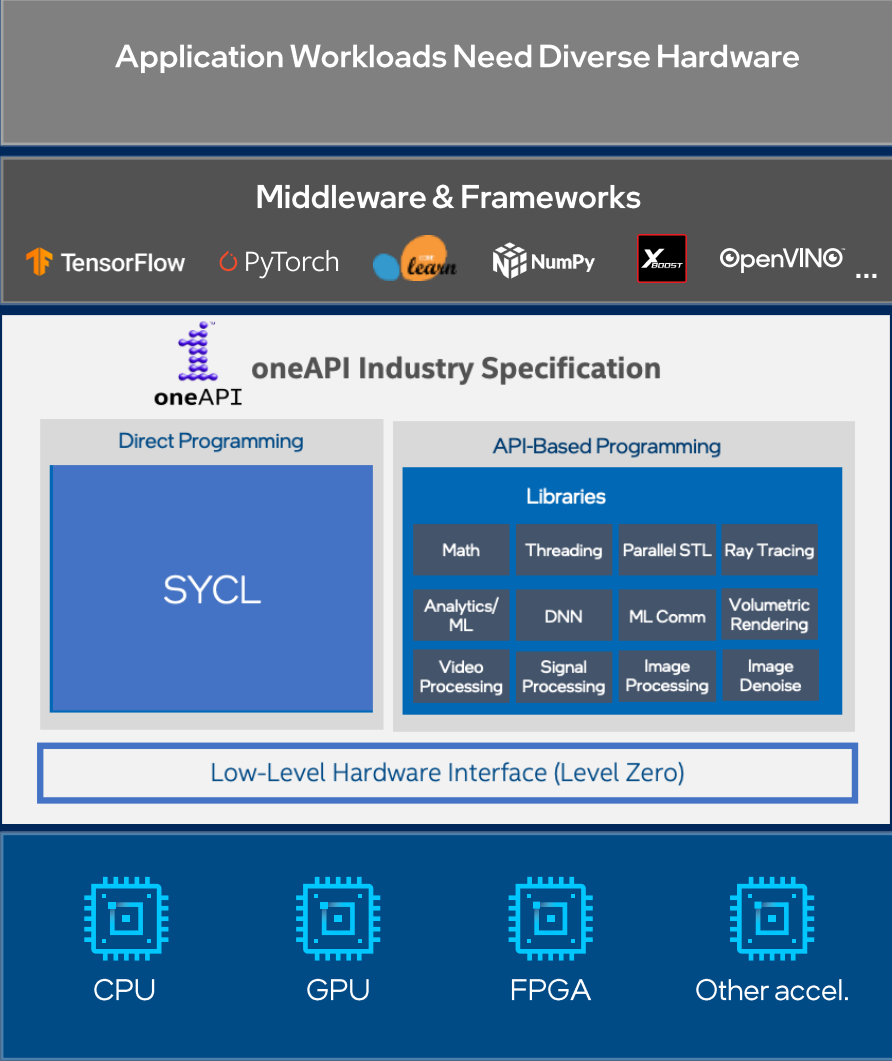 Application Workloads Need Diverse Hardware
Middleware & Frameworks
TensorFlow
PyTorch
learn
NumPy
XBOOST
OpenVINO™
...
oneAPI
oneAPI Industry Specification
Direct Programming
SYCL
API-Based Programming
Libraries
Math
Threading
Parallel STL
Ray Tracing
Analytics/
ML
DNN
ML Comm
Volumetric
Rendering
Video
Processing
Signal
Processing
Image
Processing
Image
Denoise
Low-Level Hardware Interface (Level Zero)
CPU
GPU
FPGA
Other accel.